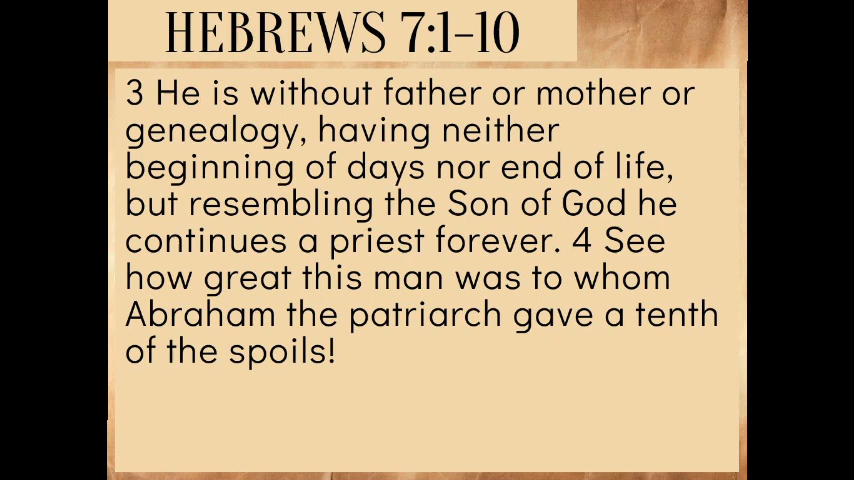 HEBREWS 7:1-10
3 He is without father or mother or
genealogy, having neither
beginning of days nor end of life,
but resembling the Son of God he
continues a priest forever. 4 See
how great this man was to whom
Abraham the patriarch gave a tenth
of the spoils!